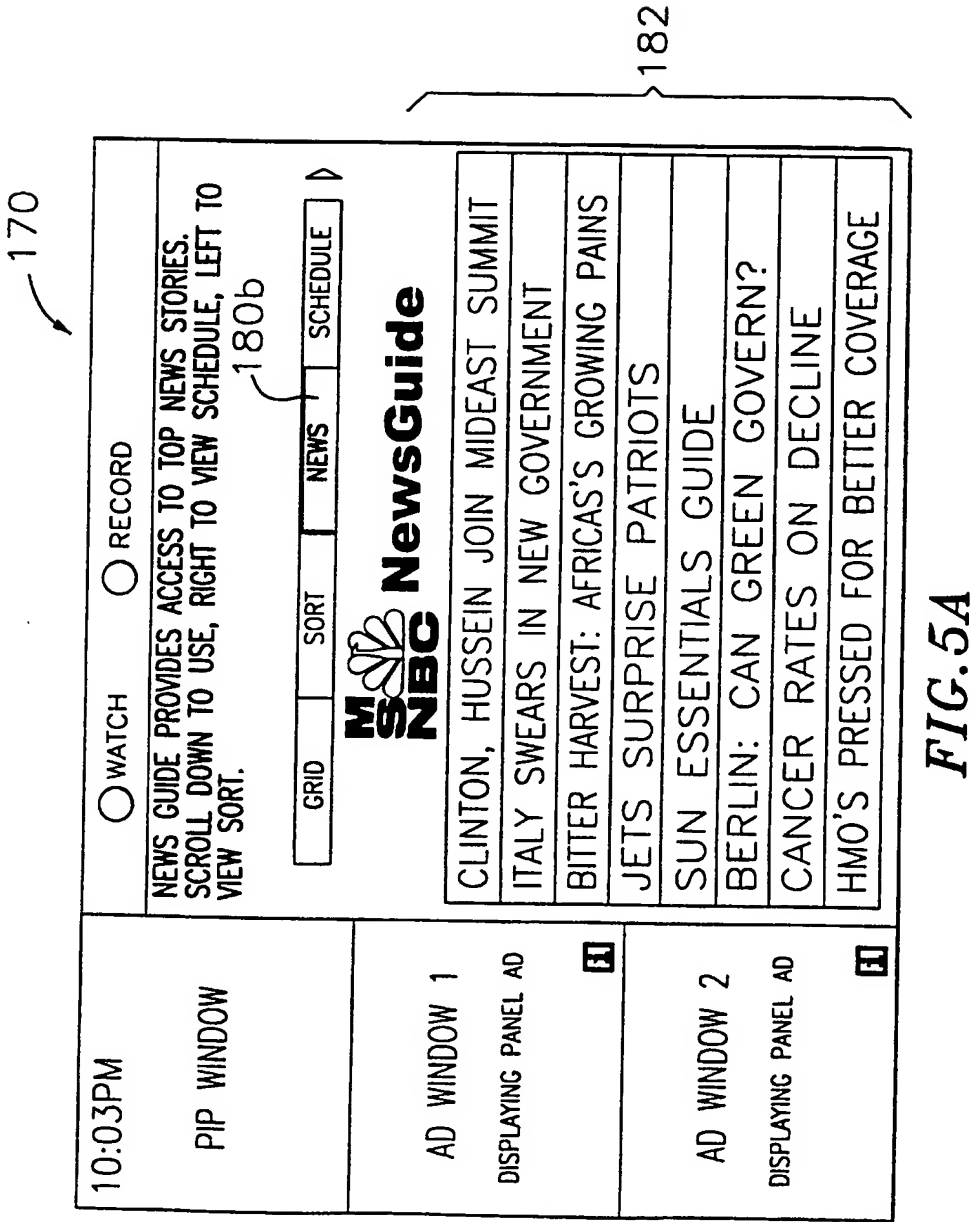 170
10:03PM
PIP WINDOW
AD WINDOW 1
DISPLAYING PANEL AD
i
AD WINDOW 2
DISPLAYING PANEL AD
i
WATCH
RECORD
NEWS GUIDE PROVIDES ACCESS TO TOP NEWS STORIES.
SCROLL DOWN TO USE, RIGHT TO VIEW SCHEDULE, LEFT TO
VIEW SORT.
180b
GRID
SORT
NEWS
SCHEDULE
MS
NBC NewsGuide
CLINTON, HUSSEIN JOIN MIDEAST SUMMIT
ITALY SWEARS IN NEW GOVERNMENT
BITTER HARVEST: AFRICAS'S GROWING PAINS
JETS SURPRISE PATRIOTS
SUN ESSENTIALS GUIDE
BERLIN: CAN GREEN GOVERN?
CANCER RATES ON DECLINE
HMO'S PRESSED FOR BETTER COVERAGE
182
FIG.5A